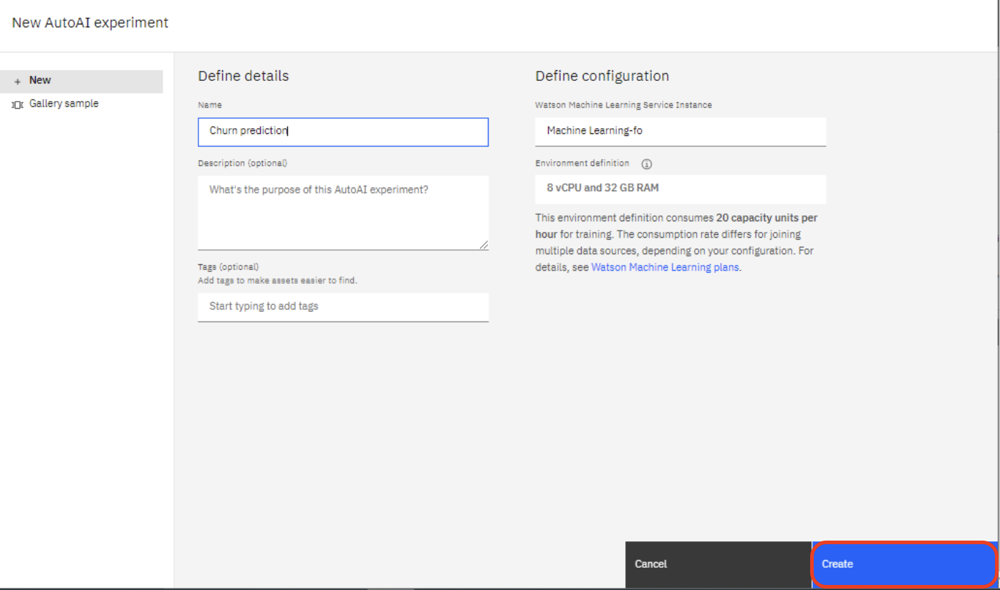 New AutoAI experiment
+ New
Gallery sample
Define details
Name
Churn prediction
Description (optional)
What's the purpose of this AutoAI experiment?
Tags (optional)
Add tags to make assets easier to find.
Start typing to add tags
Define configuration
Watson Machine Learning Service Instance
Machine Learning-fo
Environment definition
8 vCPU and 32 GB RAM
This environment definition consumes 20 capacity units per
hour for training. The consumption rate differs for joining
multiple data sources, depending on your configuration. For
details, see Watson Machine Learning plans.
Cancel
Create